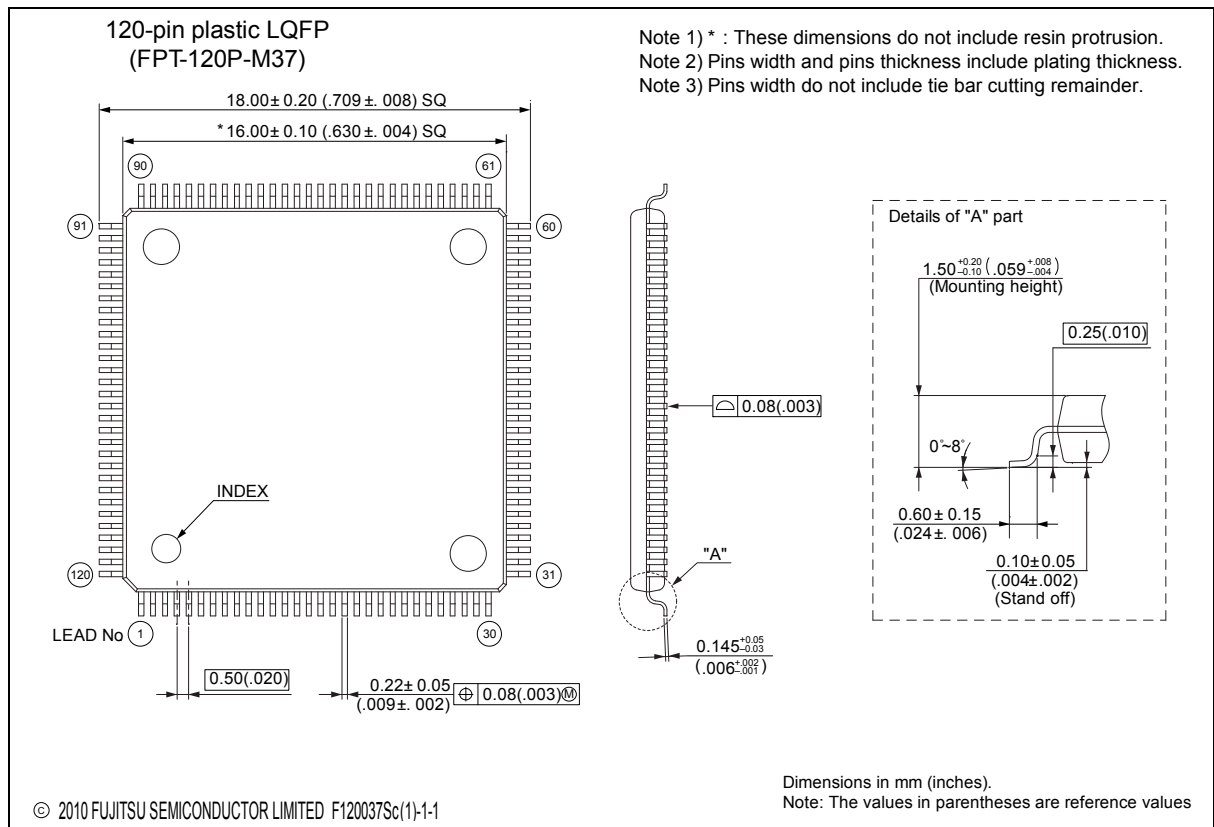 120-pin plastic LQFP
(FPT-120P-M37)
Note 1) * : These dimensions do not include resin protrusion.
Note 2) Pins width and pins thickness include plating thickness.
Note 3) Pins width do not include tie bar cutting remainder.
18.00± 0.20 (.709 ±. 008) SQ
*16.00± 0.10 (.630 ±. 004) SQ
90
61
91
60
INDEX
120
31
LEAD No 1
30
0.50(.020)
0.22± 0.05
(.009±. 002)
⌖ 0.08(.003)Ⓜ
⌓ 0.08(.003)
"A"
0.145+0.05 –0.03
(.006+.002 –.001)
Details of "A" part
1.50+0.20 –0.10 (.059+.008 –.004)
(Mounting height)
0.25(.010)
0°~8°
0.60± 0.15
(.024±. 006)
0.10±0.05
(.004±.002)
(Stand off)
© 2010 FUJITSU SEMICONDUCTOR LIMITED F120037Sc(1)-1-1
Dimensions in mm (inches).
Note: The values in parentheses are reference values